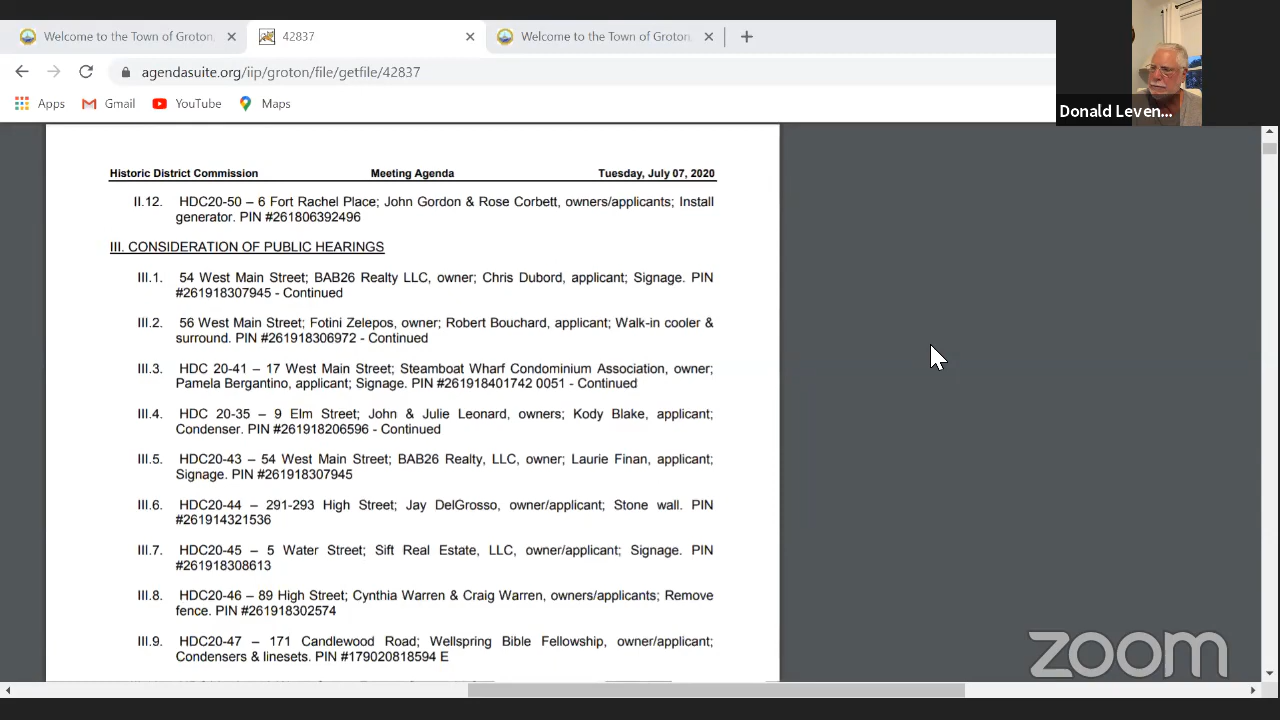 Welcome to the Town of Groton,
42837
Welcome to the Town of Groton,
agendasuite.org/iip/groton/file/getfile/42837
Apps Gmail YouTube Maps
Donald Leven...
Historic District Commission Meeting Agenda Tuesday, July 07, 2020
II.12. HDC20-50 – 6 Fort Rachel Place; John Gordon & Rose Corbett, owners/applicants; Install
generator. PIN #261806392496
III. CONSIDERATION OF PUBLIC HEARINGS
III.1. 54 West Main Street; BAB26 Realty LLC, owner; Chris Dubord, applicant; Signage. PIN
#261918307945 - Continued
III.2. 56 West Main Street; Fotini Zelepos, owner; Robert Bouchard, applicant; Walk-in cooler &
surround. PIN #261918306972 - Continued
III.3. HDC 20-41 – 17 West Main Street; Steamboat Wharf Condominium Association, owner;
Pamela Bergantino, applicant; Signage. PIN #261918401742 0051 - Continued
III.4. HDC 20-35 – 9 Elm Street; John & Julie Leonard, owners; Kody Blake, applicant;
Condenser. PIN #261918206596 - Continued
III.5. HDC20-43 – 54 West Main Street; BAB26 Realty, LLC, owner; Laurie Finan, applicant;
Signage. PIN #261918307945
III.6. HDC20-44 – 291-293 High Street; Jay DelGrosso, owner/applicant; Stone wall. PIN
#261914321536
III.7. HDC20-45 – 5 Water Street; Sift Real Estate, LLC, owner/applicant; Signage. PIN
#261918308613
III.8. HDC20-46 – 89 High Street; Cynthia Warren & Craig Warren, owners/applicants; Remove
fence. PIN #261918302574
III.9. HDC20-47 – 171 Candlewood Road; Wellspring Bible Fellowship, owner/applicant;
Condensers & linesets. PIN #179020818594 E
zoom